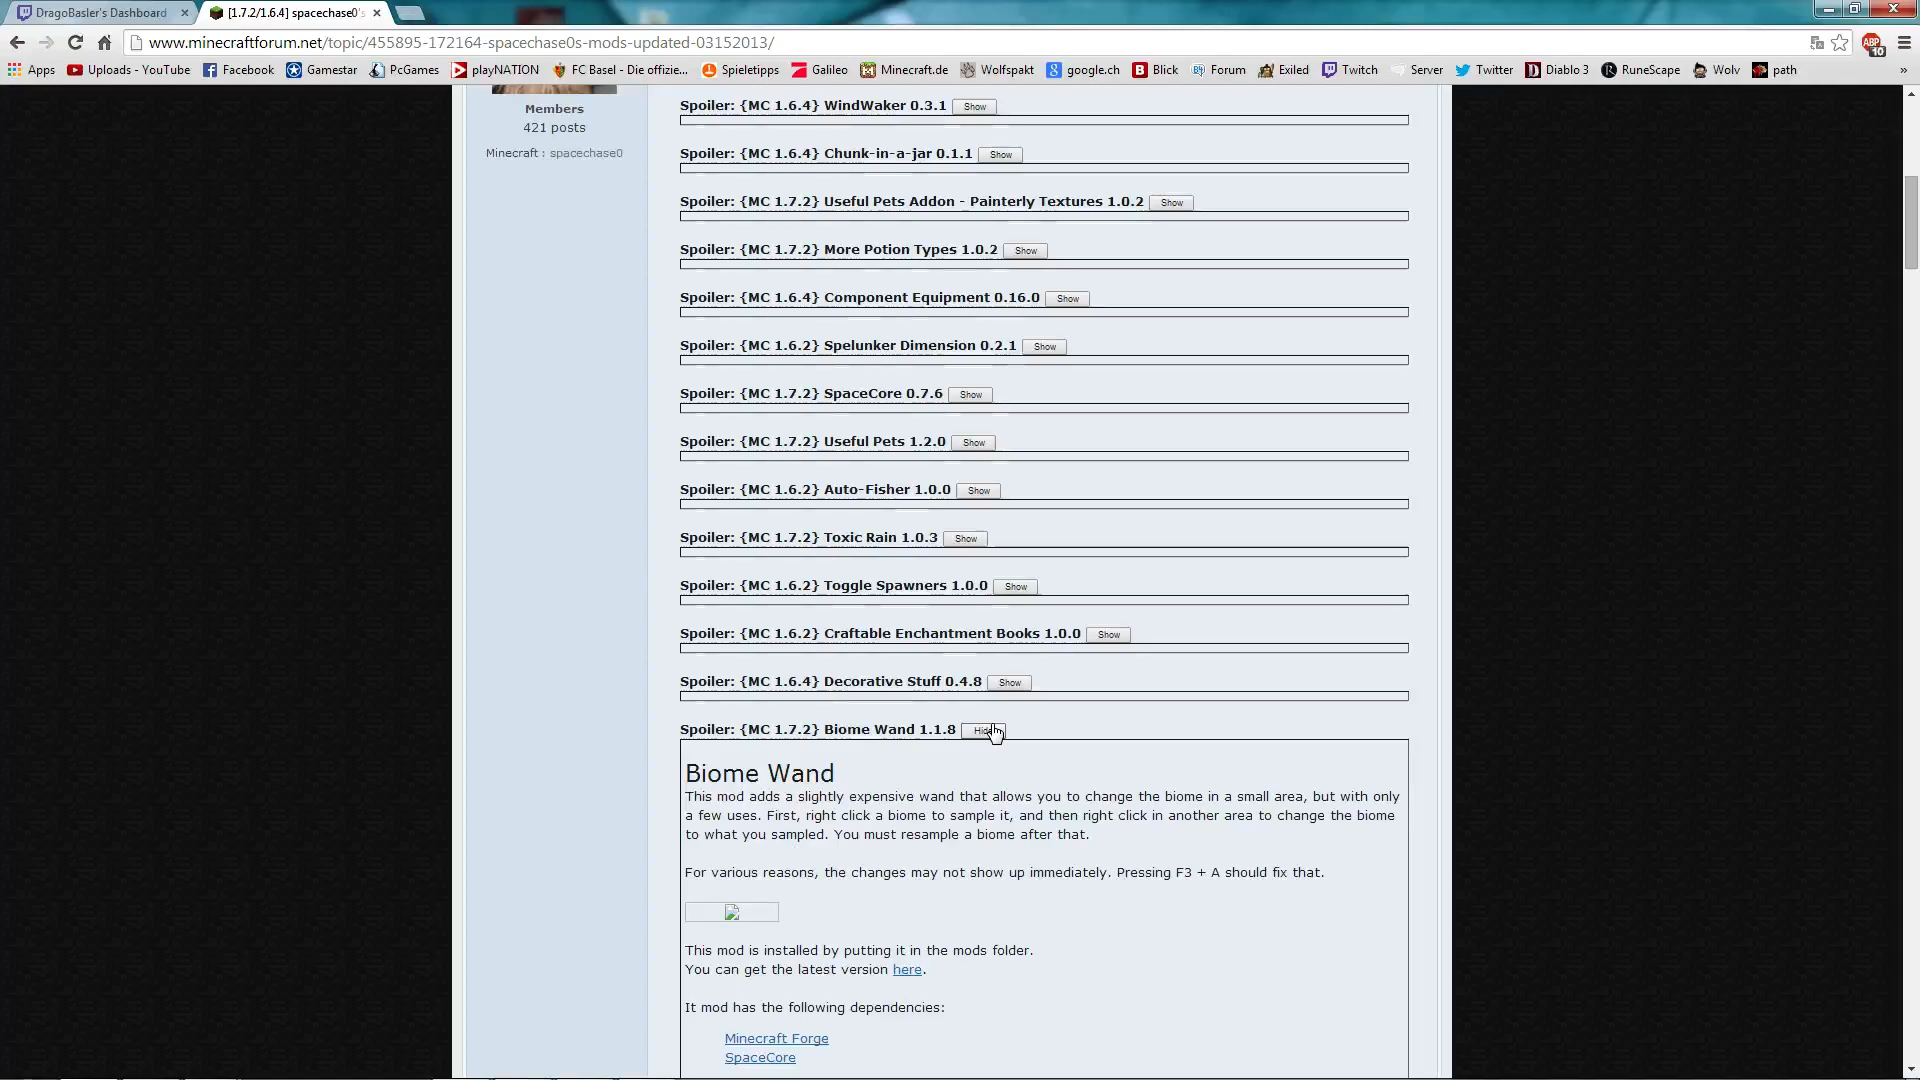 DragoBasler's Dashboard
[1.7.2/1.6.4] spacechase0's
www.minecraftforum.net/topic/455895-172164-spacechase0s-mods-updated-03152013/
ABP 10
Apps Uploads - YouTube Facebook Gamestar PcGames playNATION FC Basel - Die offizie... Spieletipps Galileo Minecraft.de Wolfspakt google.ch Blick Forum Exiled Twitch Server Twitter Diablo 3 RuneScape Wolv path »
Members
421 posts
Minecraft : spacechase0
Spoiler: {MC 1.6.4} WindWaker 0.3.1 Show
Spoiler: {MC 1.6.4} Chunk-in-a-jar 0.1.1 Show
Spoiler: {MC 1.7.2} Useful Pets Addon - Painterly Textures 1.0.2 Show
Spoiler: {MC 1.7.2} More Potion Types 1.0.2 Show
Spoiler: {MC 1.6.4} Component Equipment 0.16.0 Show
Spoiler: {MC 1.6.2} Spelunker Dimension 0.2.1 Show
Spoiler: {MC 1.7.2} SpaceCore 0.7.6 Show
Spoiler: {MC 1.7.2} Useful Pets 1.2.0 Show
Spoiler: {MC 1.6.2} Auto-Fisher 1.0.0 Show
Spoiler: {MC 1.7.2} Toxic Rain 1.0.3 Show
Spoiler: {MC 1.6.2} Toggle Spawners 1.0.0 Show
Spoiler: {MC 1.6.2} Craftable Enchantment Books 1.0.0 Show
Spoiler: {MC 1.6.4} Decorative Stuff 0.4.8 Show
Spoiler: {MC 1.7.2} Biome Wand 1.1.8 Hide
Biome Wand
This mod adds a slightly expensive wand that allows you to change the biome in a small area, but with only
a few uses. First, right click a biome to sample it, and then right click in another area to change the biome
to what you sampled. You must resample a biome after that.
For various reasons, the changes may not show up immediately. Pressing F3 + A should fix that.
This mod is installed by putting it in the mods folder.
You can get the latest version here.
It mod has the following dependencies:
Minecraft Forge
SpaceCore